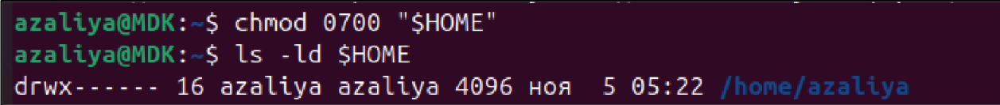 azaliya@MDK:~$ chmod 0700 "$HOME"
azaliya@MDK:~$ ls -ld $HOME
drwx------ 16 azaliya azaliya 4096 ноя  5 05:22 /home/azaliya